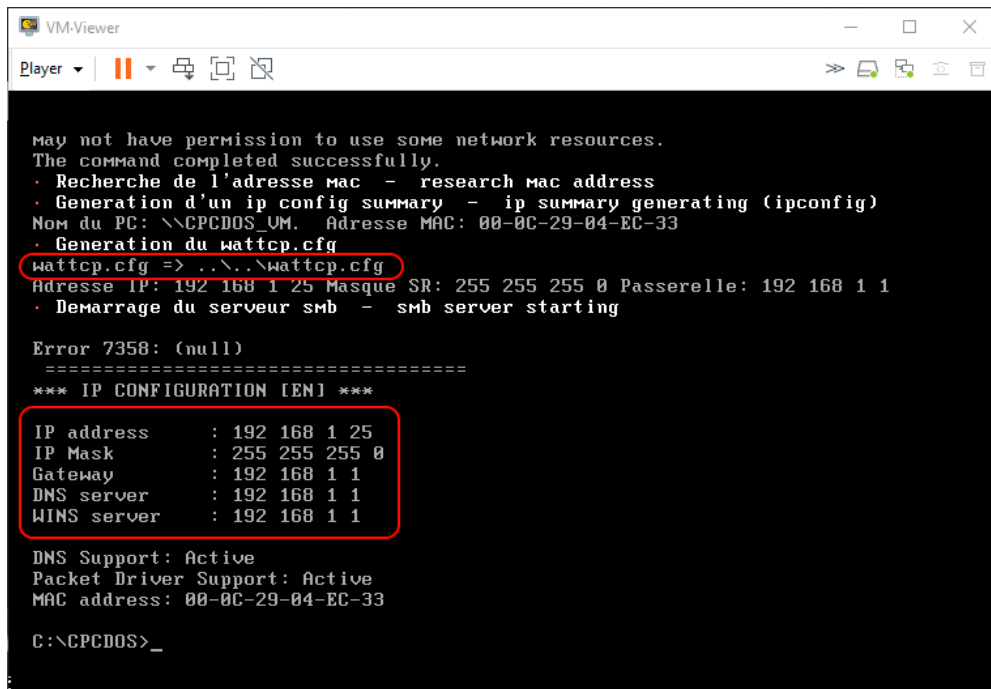 VM-Viewer
Player
may not have permission to use some network resources.
The command completed successfully.
· Recherche de l'adresse mac  -  research mac address
· Generation d'un ip config summary  -  ip summary generating (ipconfig)
Nom du PC: \\CPCDOS_VM.  Adresse MAC: 00-0C-29-04-EC-33
· Generation du wattcp.cfg
wattcp.cfg => ..\..\wattcp.cfg
Adresse IP: 192 168 1 25 Masque SR: 255 255 255 0 Passerelle: 192 168 1 1
· Demarrage du serveur smb  -  smb server starting
Error 7358: (null)
====================================
*** IP CONFIGURATION [EN] ***
IP address     : 192 168 1 25
IP Mask        : 255 255 255 0
Gateway        : 192 168 1 1
DNS server     : 192 168 1 1
WINS server    : 192 168 1 1
DNS Support: Active
Packet Driver Support: Active
MAC address: 00-0C-29-04-EC-33
C:\CPCDOS>_